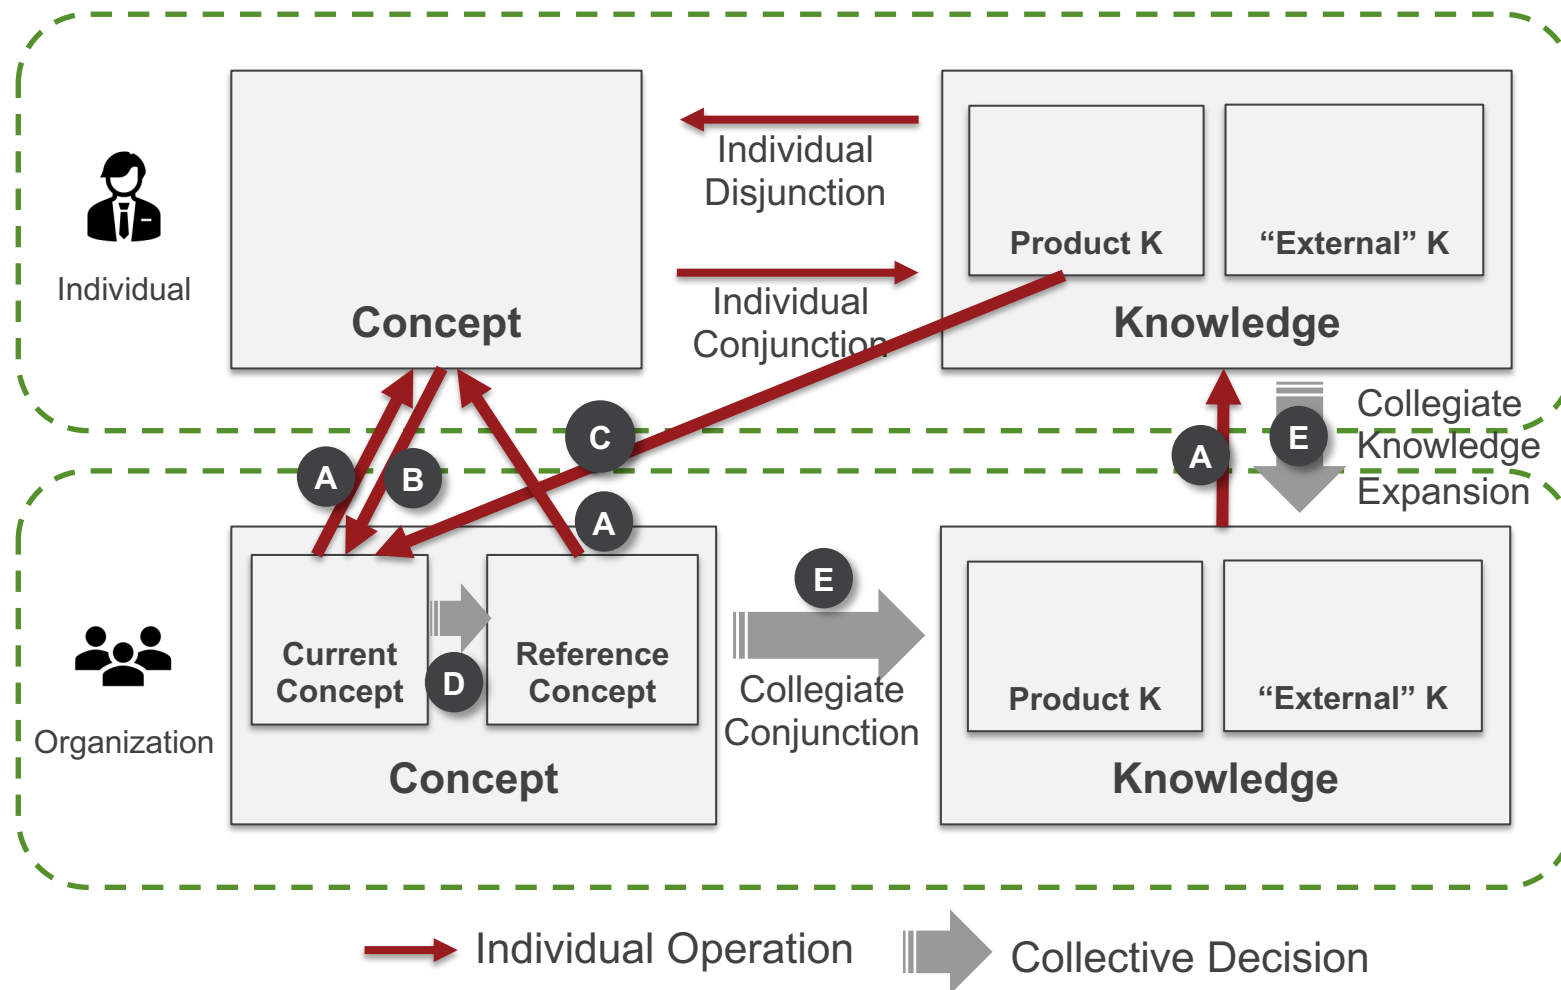 Individual
Disjunction
Product K
“External” K
Individual
Concept
Individual
Conjunction
Knowledge
C
A
B
A
A
E
Collegiate
Knowledge
Expansion
E
Current
Concept
D
Reference
Concept
Collegiate
Conjunction
Product K
“External” K
Organization
Concept
Knowledge
Individual Operation
Collective Decision